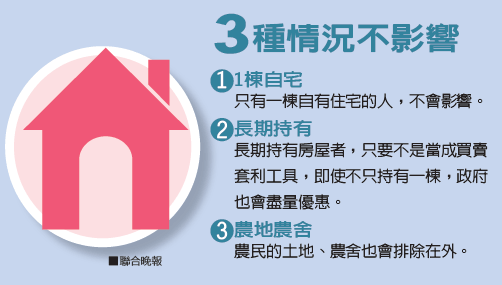 3種情況不影響
❶1棟自宅
只有一棟自有住宅的人，不會影響。
❷長期持有
長期持有房屋者，只要不是當成買賣
套利工具，即使不只持有一棟，政府
也會盡量優惠。
❸農地農舍
農民的土地、農舍也會排除在外。
■聯合晚報